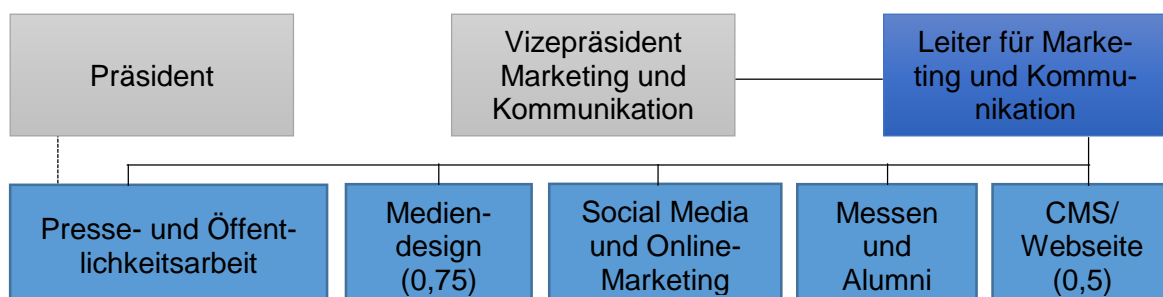 Präsident
Vizepräsident
Marketing und
Kommunikation
Leiter für Marke-
ting und Kommu-
nikation
Presse- und Öffent-
lichkeitsarbeit
Medien-
design
(0,75)
Social Media
und Online-
Marketing
Messen
und
Alumni
CMS/
Webseite
(0,5)